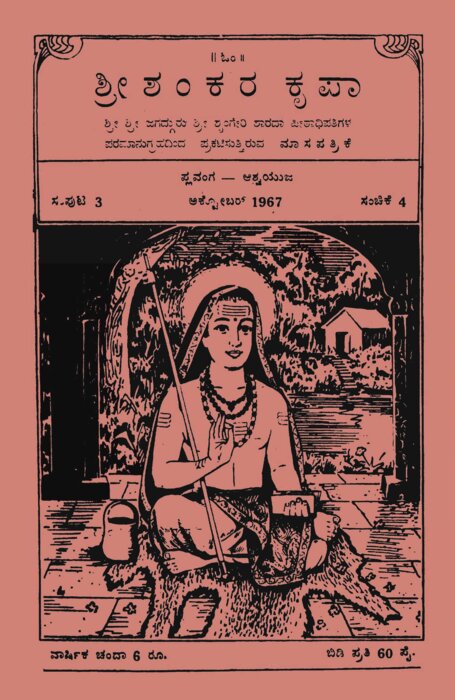 ॥ ಓಂ ॥
ಶ್ರೀ ಶಂಕರ ಕೃಪಾ
ಶ್ರೀ ಶ್ರೀ ಜಗದ್ಗುರು ಶ್ರೀ ಶೃಂಗೇರಿ ಶಾರದಾ ಪೀಠಾಧಿಪತಿಗಳ
ಪರಮಾನುಗ್ರಹದಿಂದ ಪ್ರಕಟಿಸುತ್ತಿರುವ ಮಾಸಪತ್ರಿಕೆ
ಪ್ಲವಂಗ — ಆಶ್ವಯುಜ
ಸಂಪುಟ 3 ಅಕ್ಟೋಬರ್ 1967 ಸಂಚಿಕೆ 4
ವಾರ್ಷಿಕ ಚಂದಾ 6 ರೂ. ಬಿಡಿ ಪ್ರತಿ 60 ಪೈ.